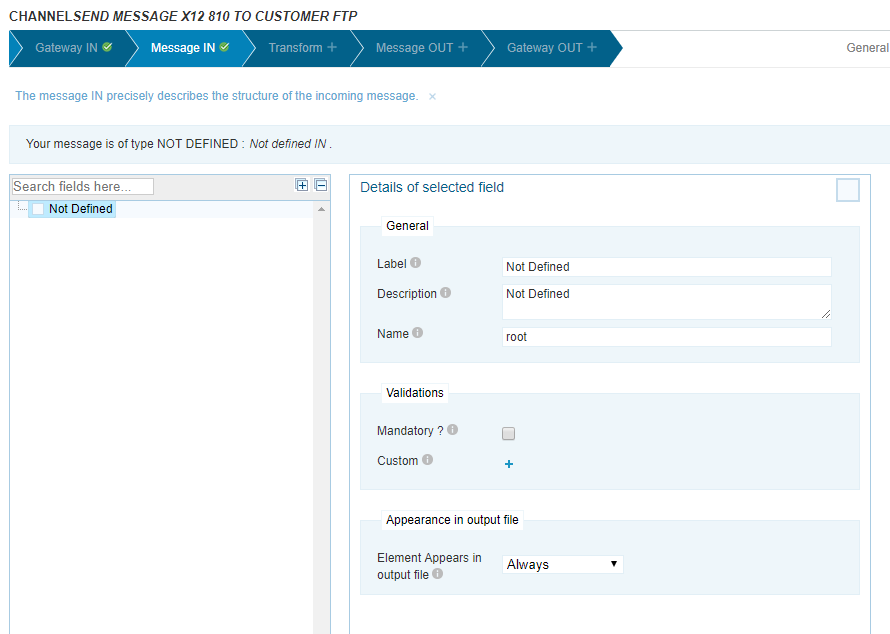 CHANNELSEND MESSAGE X12 810 TO CUSTOMER FTP
Gateway IN Message IN Transform + Message OUT + Gateway OUT + General
The message IN precisely describes the structure of the incoming message. ×
Your message is of type NOT DEFINED : Not defined IN .
Search fields here...
Not Defined
Details of selected field
General
Label
Not Defined
Description
Not Defined
Name
root
Validations
Mandatory ?
Custom
+
Appearance in output file
Element Appears in
output file
Always